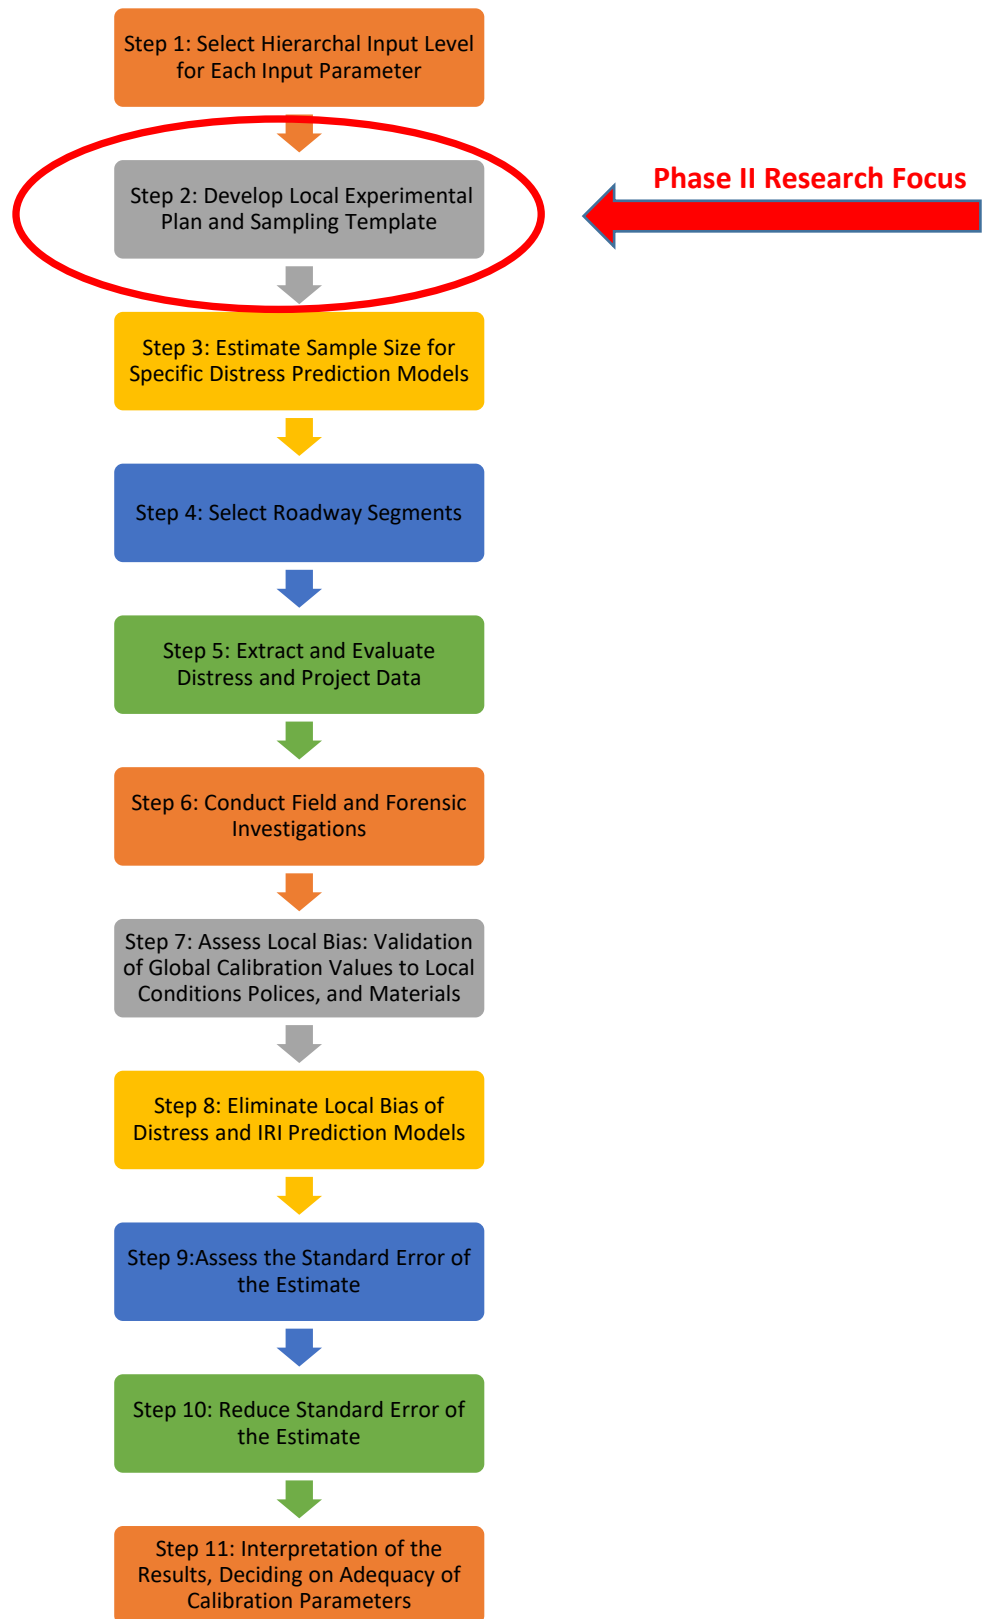 Step 1: Select Hierarchal Input Level
for Each Input Parameter
Step 2: Develop Local Experimental
Plan and Sampling Template
Phase II Research Focus
Step 3: Estimate Sample Size for
Specific Distress Prediction Models
Step 4: Select Roadway Segments
Step 5: Extract and Evaluate
Distress and Project Data
Step 6: Conduct Field and Forensic
Investigations
Step 7: Assess Local Bias: Validation
of Global Calibration Values to Local
Conditions Polices, and Materials
Step 8: Eliminate Local Bias of
Distress and IRI Prediction Models
Step 9:Assess the Standard Error of
the Estimate
Step 10: Reduce Standard Error of
the Estimate
Step 11: Interpretation of the
Results, Deciding on Adequacy of
Calibration Parameters